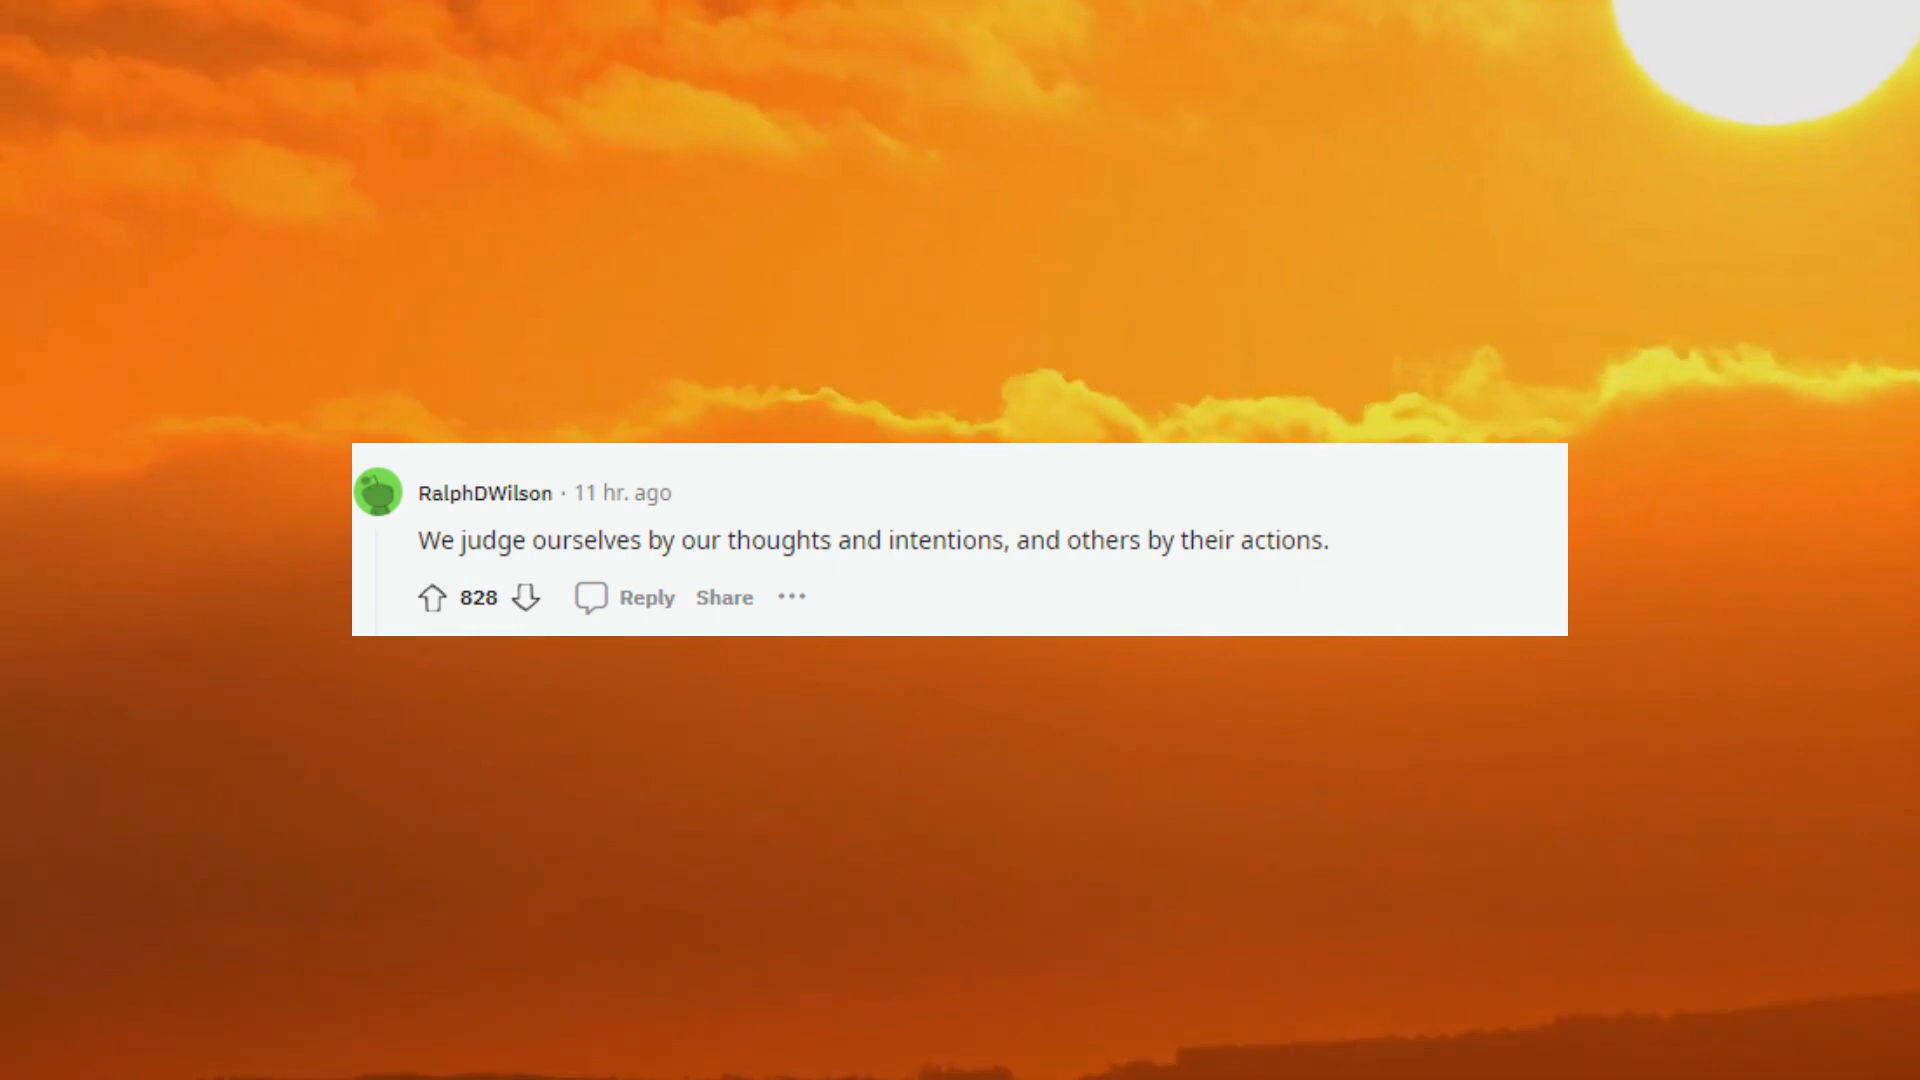 RalphDWilson · 11 hr. ago
We judge ourselves by our thoughts and intentions, and others by their actions.
828 Reply Share ···